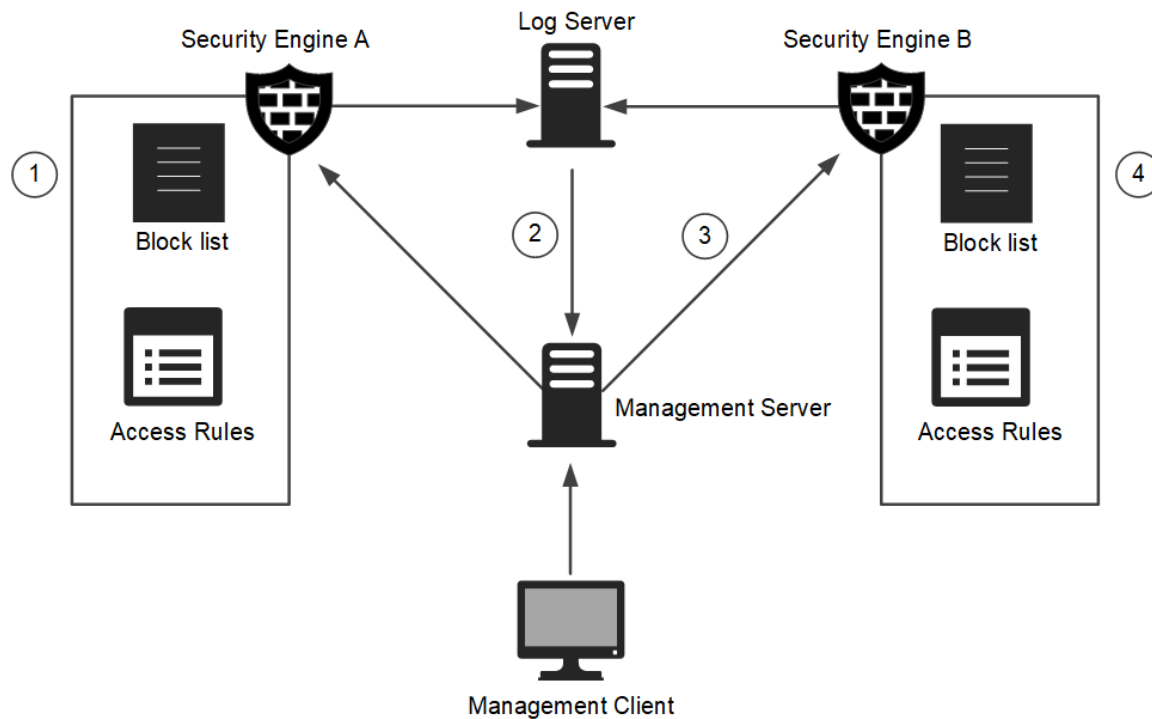 Log Server
Security Engine A
Security Engine B
1
Block list
Access Rules
2
3
Management Server
4
Block list
Access Rules
Management Client